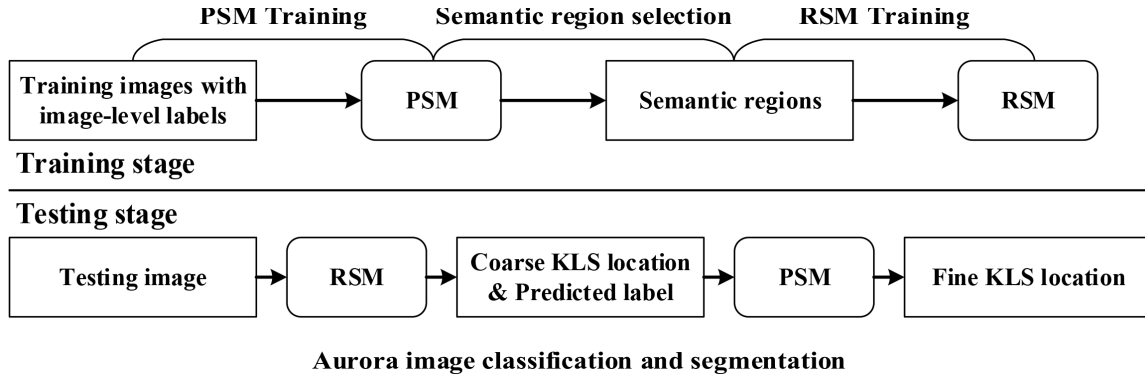 PSM Training
Semantic region selection
RSM Training
Training images with
image-level labels
PSM
Semantic regions
RSM
Training stage
Testing stage
Testing image
RSM
Coarse KLS location
& Predicted label
PSM
Fine KLS location
Aurora image classification and segmentation